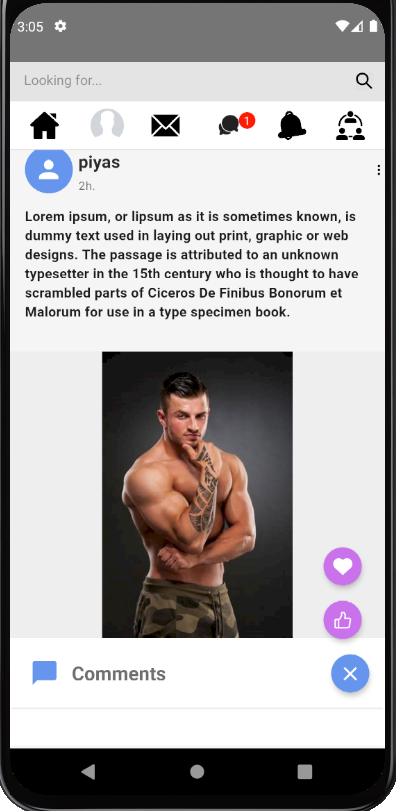 3:05
Looking for...
1
piyas
2h.
Lorem ipsum, or lipsum as it is sometimes known, is
dummy text used in laying out print, graphic or web
designs. The passage is attributed to an unknown
typesetter in the 15th century who is thought to have
scrambled parts of Ciceros De Finibus Bonorum et
Malorum for use in a type specimen book.
Comments